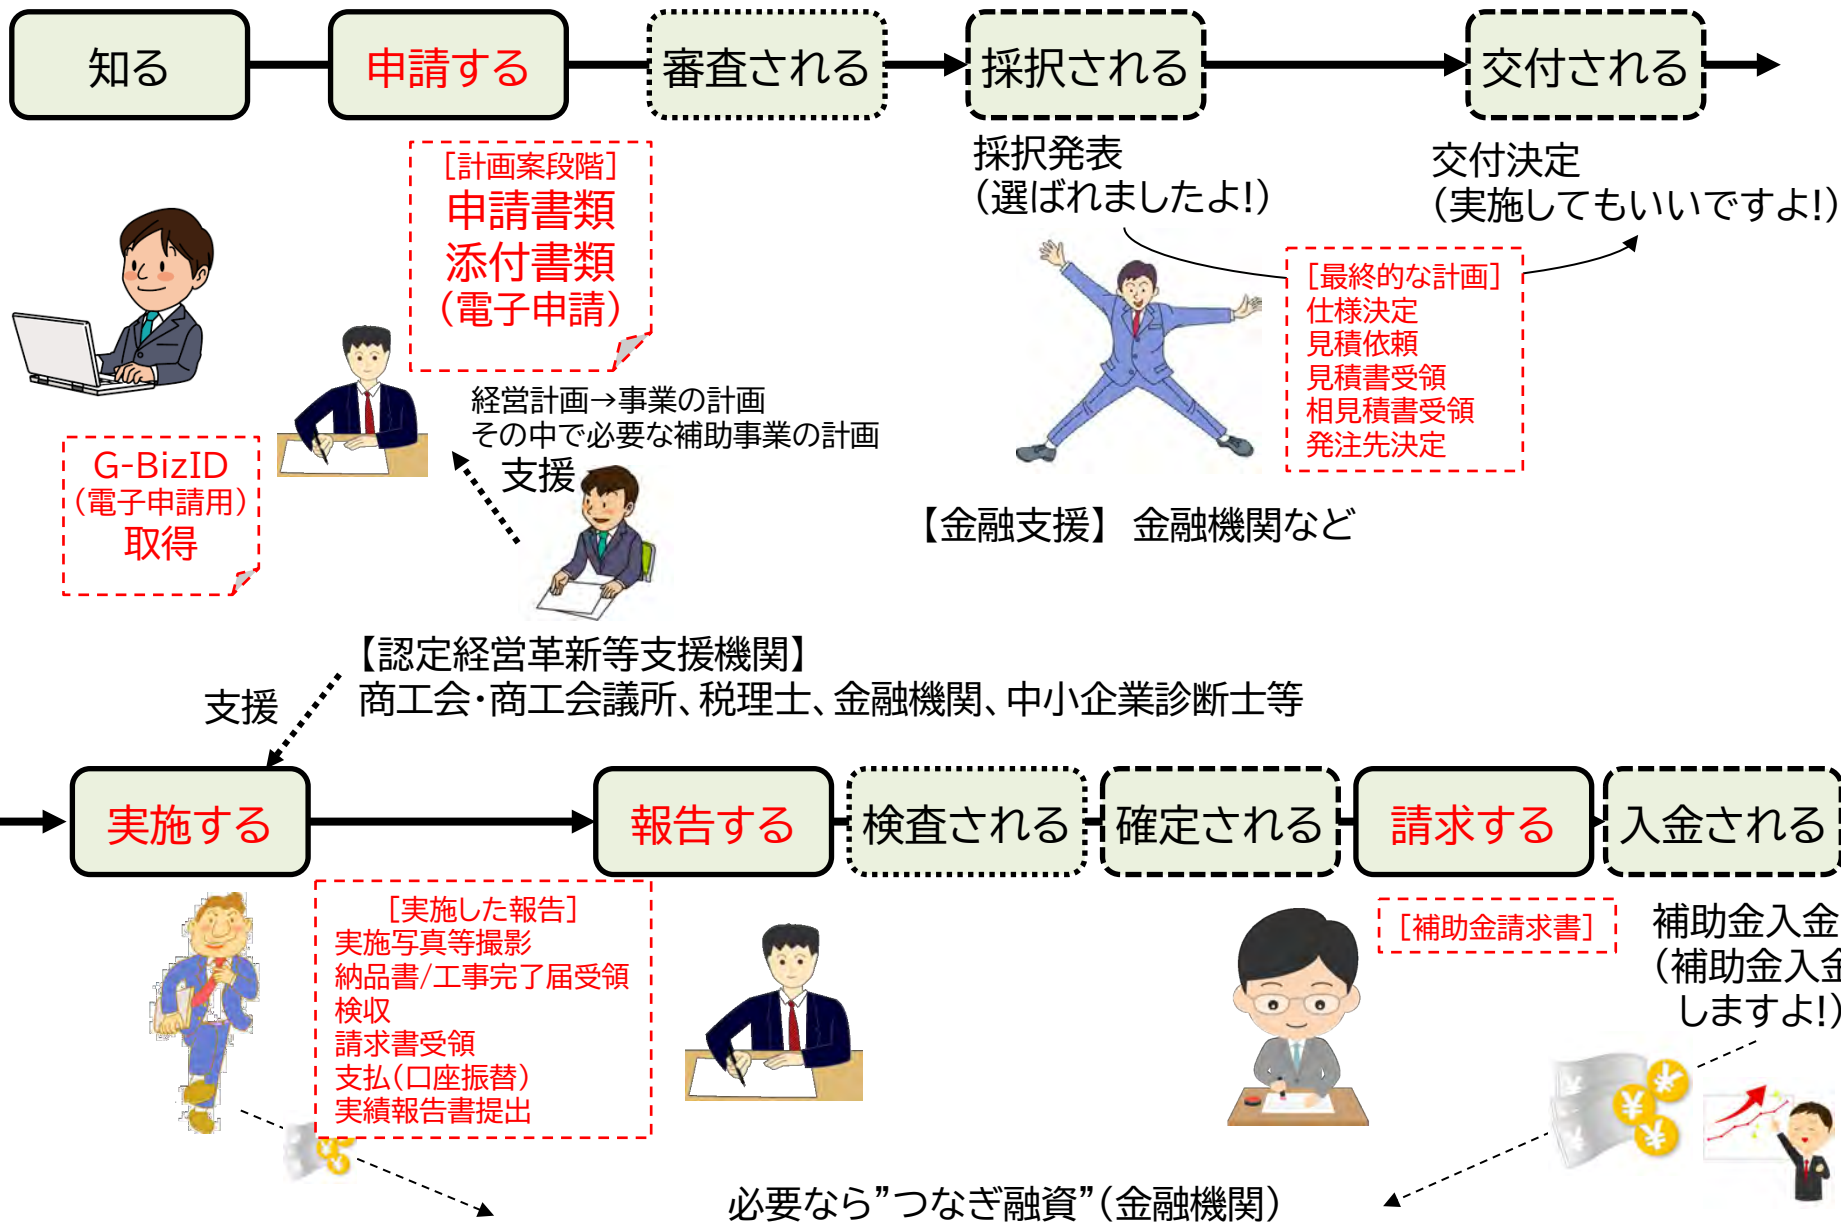 知る
申請する
審査される
採択される
交付される
[計画案段階]
申請書類
添付書類
(電子申請)
採択発表
(選ばれましたよ!)
交付決定
(実施してもいいですよ!)
[最終的な計画]
仕様決定
見積依頼
見積書受領
相見積書受領
発注先決定
経営計画→事業の計画
その中で必要な補助事業の計画
支援
G-BizID
(電子申請用)
取得
【金融支援】 金融機関など
【認定経営革新等支援機関】
商工会・商工会議所、税理士、金融機関、中小企業診断士等
支援
実施する
報告する
検査される
確定される
請求する
入金される
[実施した報告]
実施写真等撮影
納品書/工事完了届受領
検収
請求書受領
支払(口座振替)
実績報告書提出
[補助金請求書]
補助金入金
(補助金入金
しますよ!)
必要なら”つなぎ融資”(金融機関)